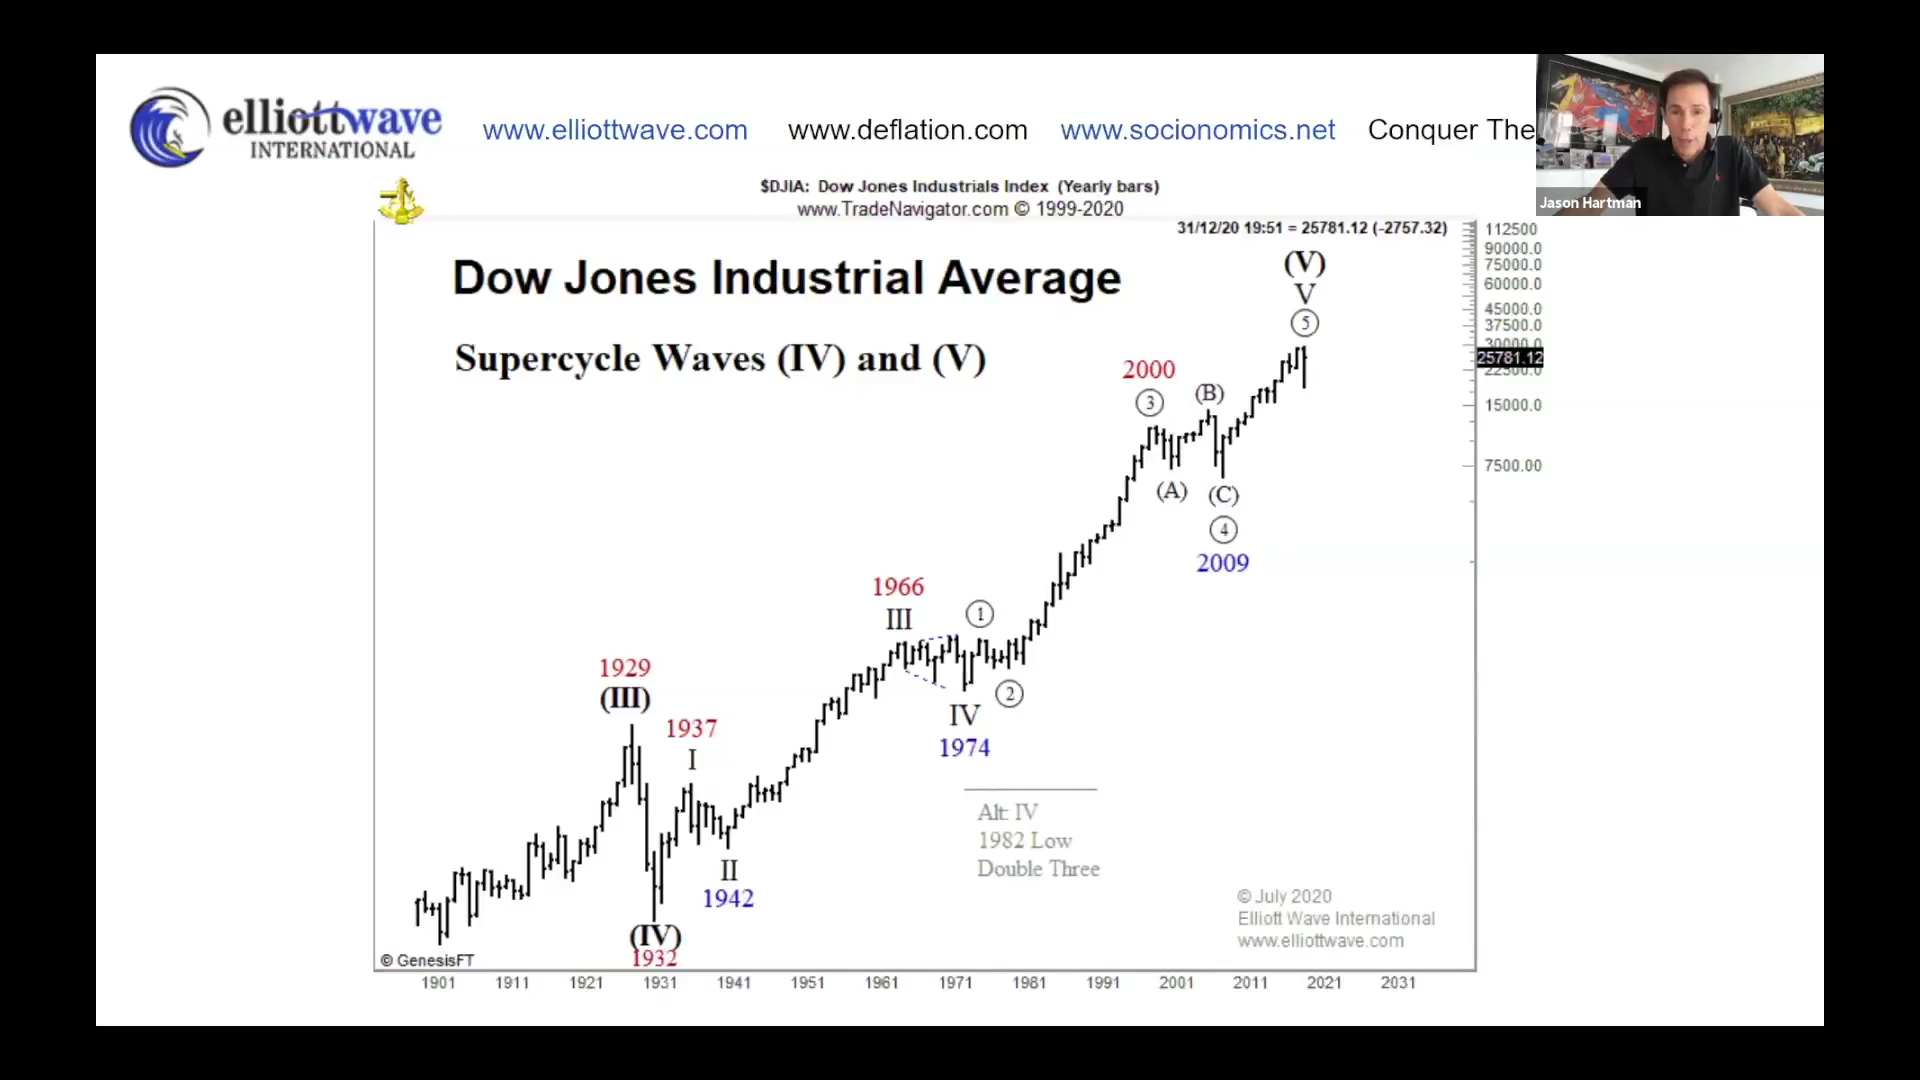 elliottwave
INTERNATIONAL
www.elliottwave.com www.deflation.com www.socionomics.net Conquer The
Jason Hartman
$DJIA: Dow Jones Industrials Index (Yearly bars)
www.TradeNavigator.com © 1999-2020
31/12/20 19:51 = 25781.12 (-2757.32)
Dow Jones Industrial Average
Supercycle Waves (IV) and (V)
(V)
V
5
112500
90000.0
75000.0
60000.0
45000.0
37500.0
30000.0
25781.12
22500.0
15000.0
7500.00
2000
3
(B)
(A)
(C)
4
2009
1966
III
1
2
IV
1974
1929
(III)
1937
I
II
1942
(IV)
1932
Alt: IV
1982 Low
Double Three
© July 2020
Elliott Wave International
www.elliottwave.com
© GenesisFT
1901 1911 1921 1931 1941 1951 1961 1971 1981 1991 2001 2011 2021 2031